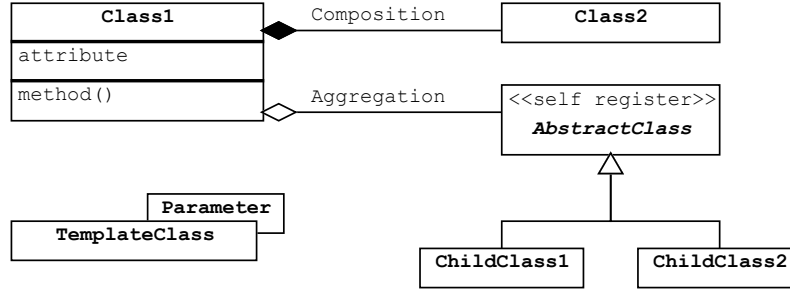 Class1
attribute
method()
Composition
Class2
Aggregation
<<self register>>
AbstractClass
Parameter
TemplateClass
ChildClass1
ChildClass2